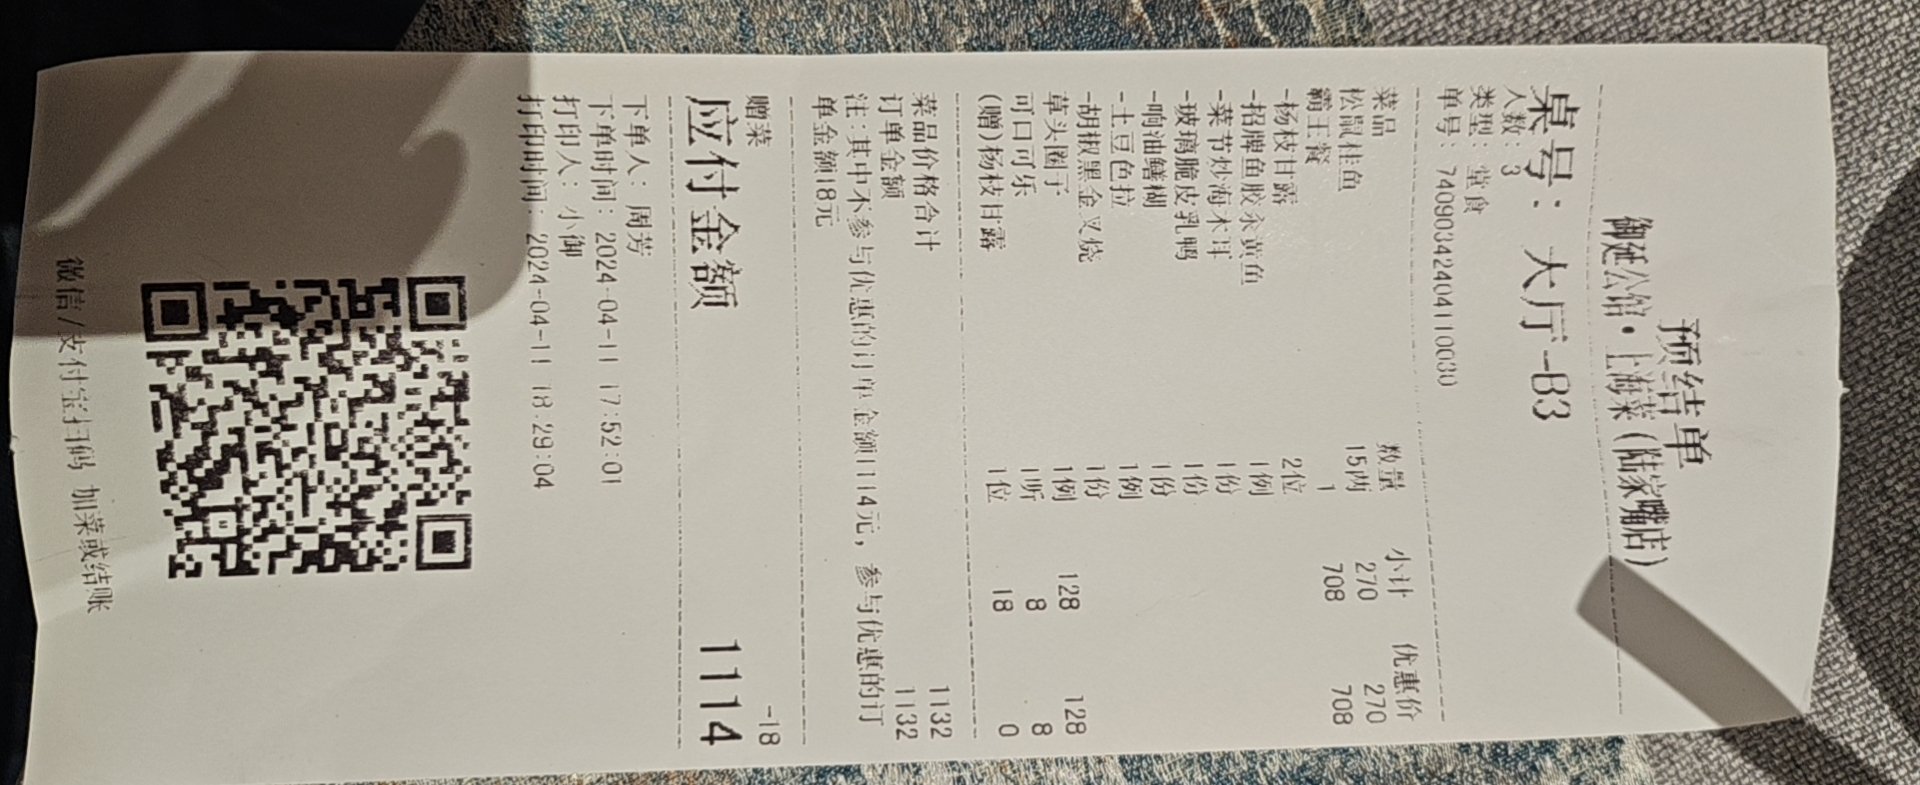 预结单
御延公馆·上海菜(陆家嘴店)
桌号：大厅-B3
人数：3
类型：堂食
单号：74090342404110030
菜品 数量 小计 优惠价
松鼠桂鱼 15两 270 270
霸王餐 1 708 708
-杨枝甘露 2位
-招牌鱼胶汆黄鱼 1例
-菜节炒海木耳 1份
-玻璃脆皮乳鸭 1份
-响油鳝糊 1份
-土豆色拉 1例
-胡椒黑金叉烧 1份
草头圈子 1例 128 128
可口可乐 1听 8 8
(赠)杨枝甘露 1位 18 0
菜品价格合计 1132
订单金额 1132
注：其中不参与优惠的订单金额1114元，参与优惠的订
单金额18元
赠菜 -18
应付金额 1114
下单人：周芳
下单时间：2024-04-11 17:52:01
打印人：小御
打印时间：2024-04-11 18:29:04
微信/支付宝扫码 加菜或结账